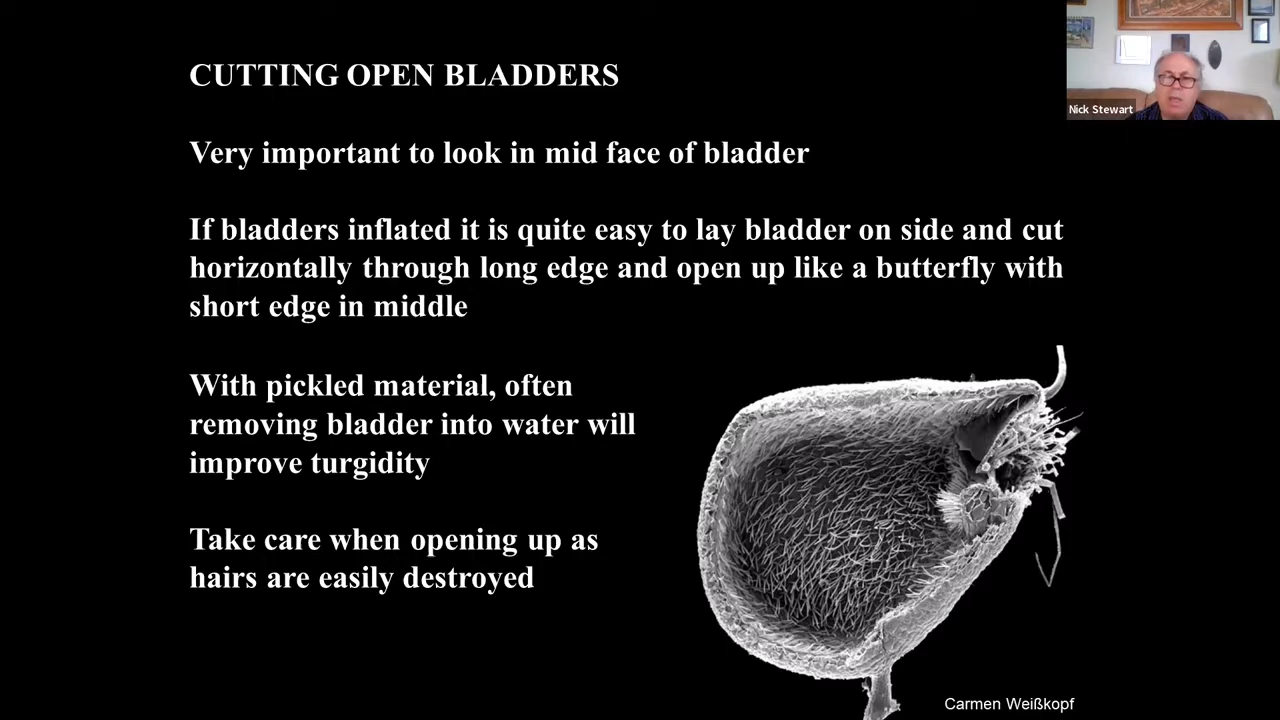 CUTTING OPEN BLADDERS
Very important to look in mid face of bladder
If bladders inflated it is quite easy to lay bladder on side and cut
horizontally through long edge and open up like a butterfly with
short edge in middle
With pickled material, often
removing bladder into water will
improve turgidity
Take care when opening up as
hairs are easily destroyed
Carmen Weißkopf
Nick Stewart